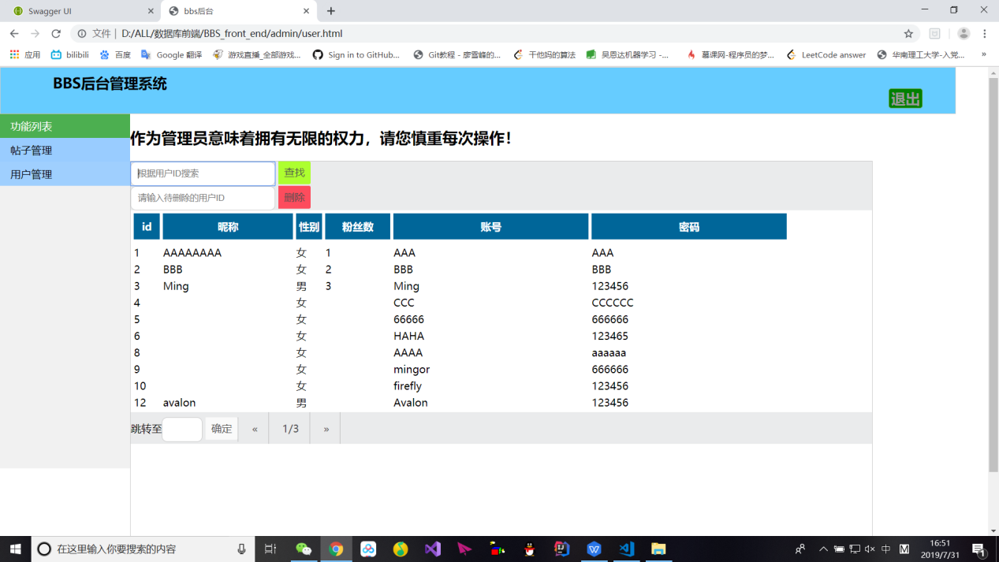 Swagger UI
bbs后台
文件 | D:/ALL/数据库前端/BBS_front_end/admin/user.html
应用 bilibili 百度 Google 翻译 游戏直播_全部游戏... Sign in to GitHub... Git教程 - 廖雪峰的... 干他妈的算法 吴恩达机器学习 -... 慕课网-程序员的梦... LeetCode answer 华南理工大学-入党... »
BBS后台管理系统
退出
功能列表
帖子管理
用户管理
作为管理员意味着拥有无限的权力，请您慎重每次操作！
根据用户ID搜索 查找
请输入待删除的用户ID 删除
id 昵称 性别 粉丝数 账号 密码
1 AAAAAAAA 女 1 AAA AAA
2 BBB 女 2 BBB BBB
3 Ming 男 3 Ming 123456
4 女 CCC CCCCCC
5 女 66666 666666
6 女 HAHA 123465
8 女 AAAA aaaaaa
9 女 mingor 666666
10 女 firefly 123456
12 avalon 男 Avalon 123456
跳转至 确定 « 1/3 »
在这里输入你要搜索的内容
中
16:51
2019/7/31
1